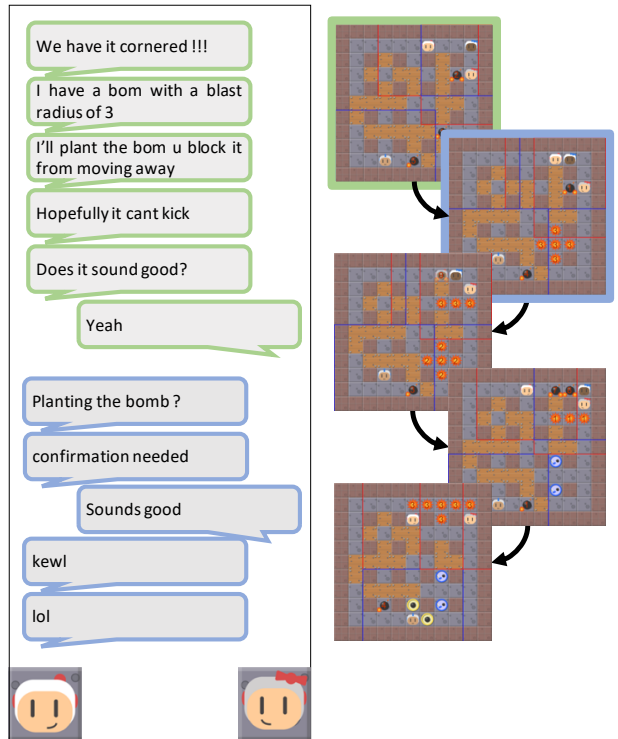 We have it cornered !!!
I have a bom with a blast
radius of 3
I'll plant the bom u block it
from moving away
Hopefully it cant kick
Does it sound good?
Yeah
Planting the bomb ?
confirmation needed
Sounds good
kewl
lol